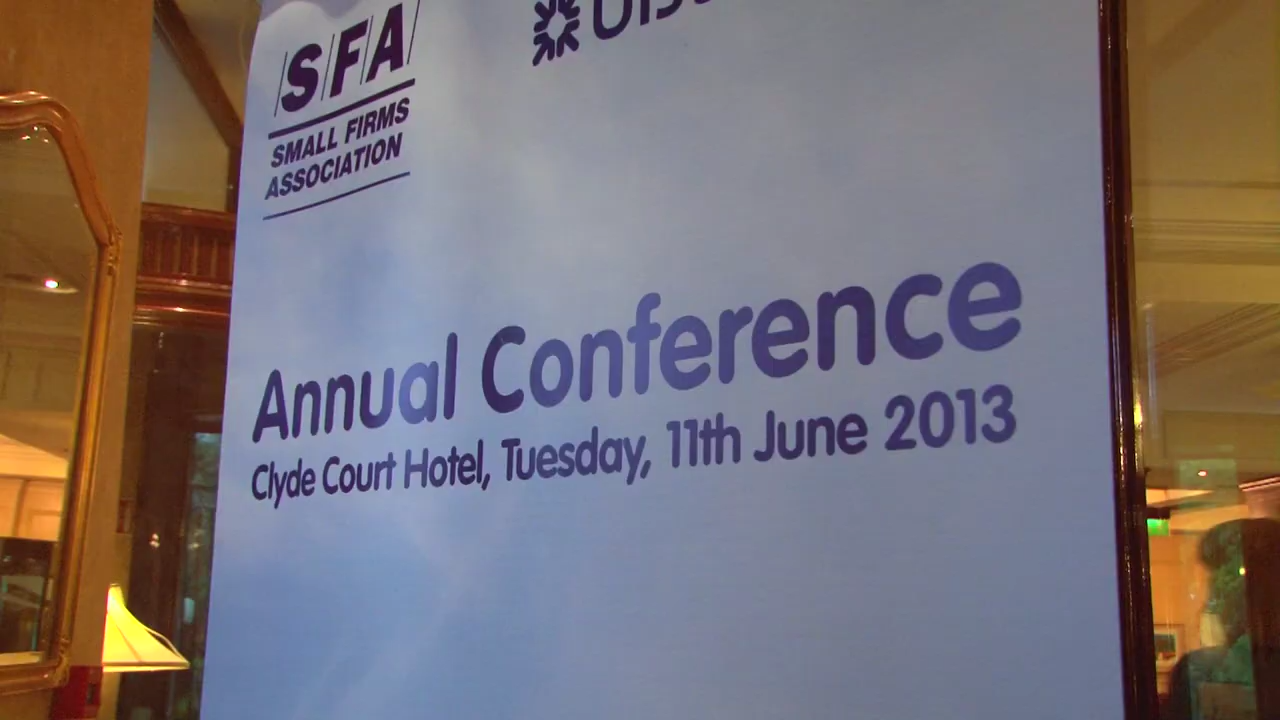 SFA
SMALL FIRMS
ASSOCIATION
Annual Conference
Clyde Court Hotel, Tuesday, 11th June 2013